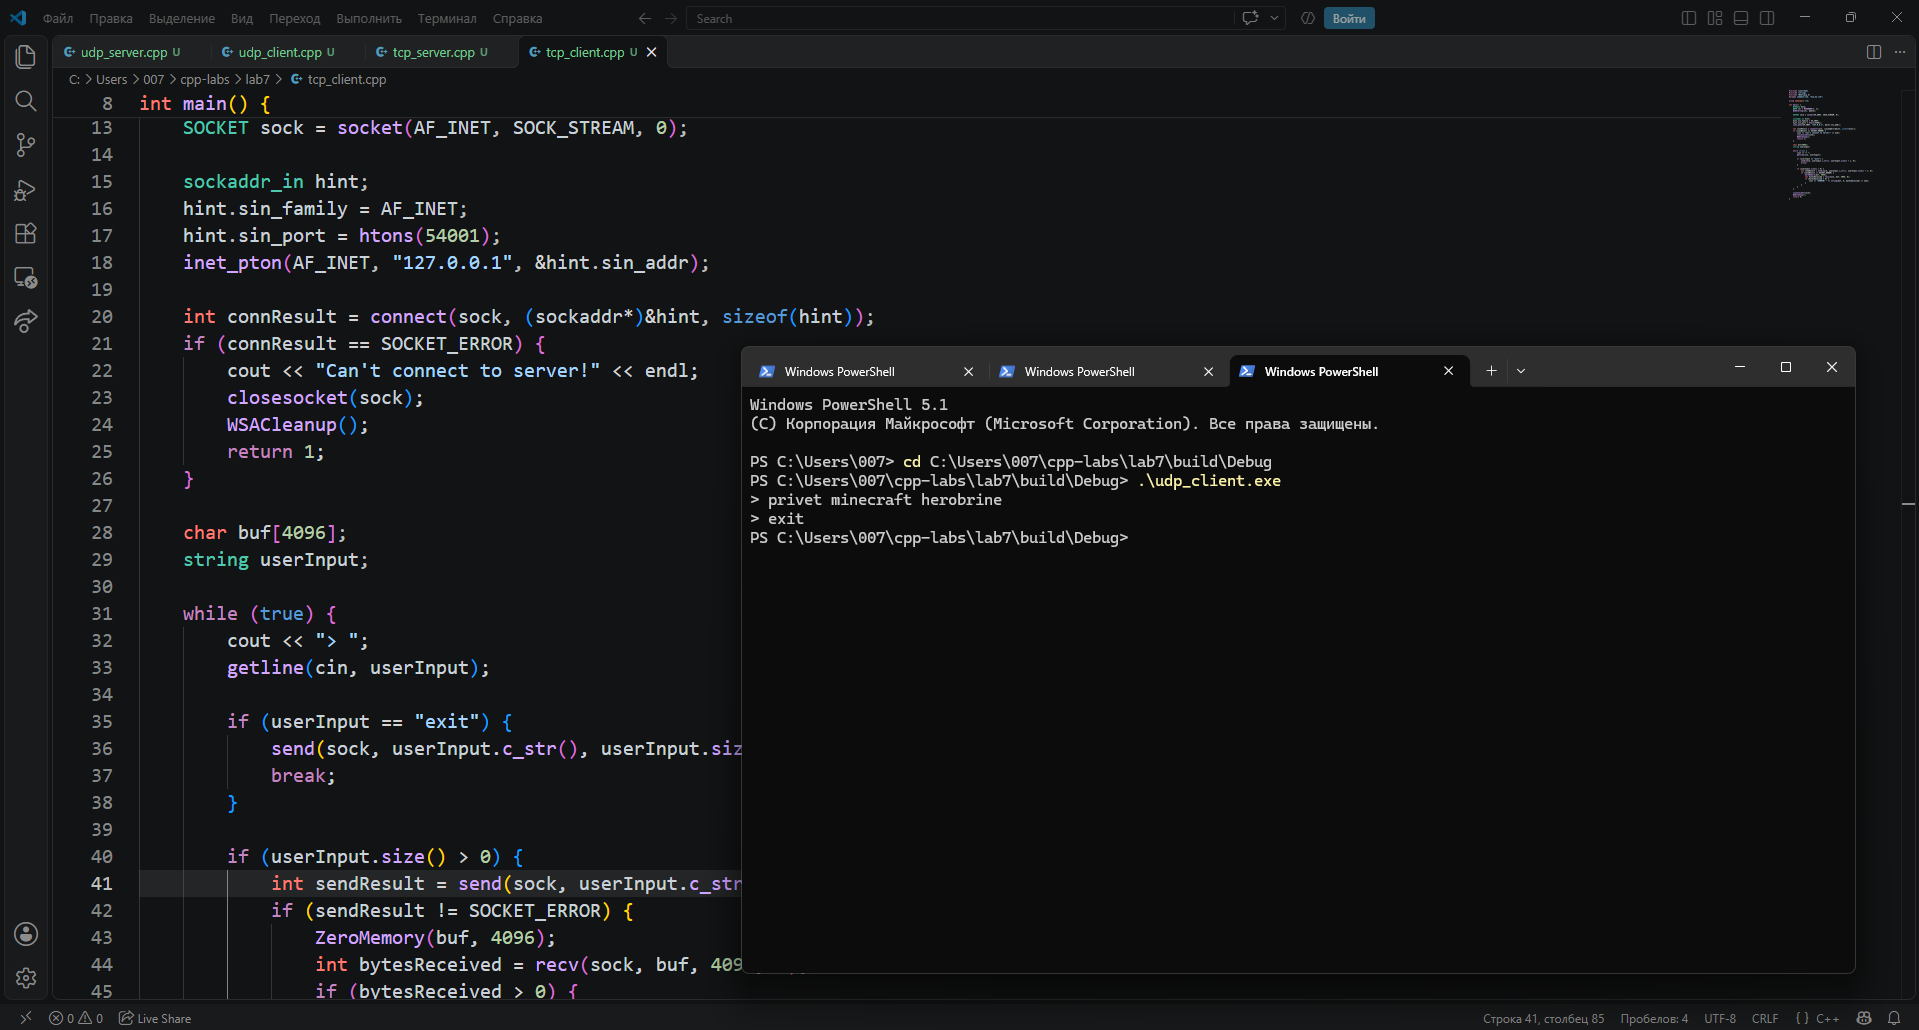 Файл Правка Выделение Вид Переход Выполнить Терминал Справка Search Войти
udp_server.cpp U udp_client.cpp U tcp_server.cpp U tcp_client.cpp U
C: > Users > 007 > cpp-labs > lab7 > tcp_client.cpp
8 int main() {
13 SOCKET sock = socket(AF_INET, SOCK_STREAM, 0);
14
15 sockaddr_in hint;
16 hint.sin_family = AF_INET;
17 hint.sin_port = htons(54001);
18 inet_pton(AF_INET, "127.0.0.1", &hint.sin_addr);
19
20 int connResult = connect(sock, (sockaddr*)&hint, sizeof(hint));
21 if (connResult == SOCKET_ERROR) {
22 cout << "Can't connect to server!" << endl;
23 closesocket(sock);
24 WSACleanup();
25 return 1;
26 }
27
28 char buf[4096];
29 string userInput;
30
31 while (true) {
32 cout << "> ";
33 getline(cin, userInput);
34
35 if (userInput == "exit") {
36 send(sock, userInput.c_str(), userInput.siz
37 break;
38 }
39
40 if (userInput.size() > 0) {
41 int sendResult = send(sock, userInput.c_str
42 if (sendResult != SOCKET_ERROR) {
43 ZeroMemory(buf, 4096);
44 int bytesReceived = recv(sock, buf, 409
45 if (bytesReceived > 0) {
Windows PowerShell Windows PowerShell Windows PowerShell
Windows PowerShell 5.1
(C) Корпорация Майкрософт (Microsoft Corporation). Все права защищены.
PS C:\Users\007> cd C:\Users\007\cpp-labs\lab7\build\Debug
PS C:\Users\007\cpp-labs\lab7\build\Debug> .\udp_client.exe
> privet minecraft herobrine
> exit
PS C:\Users\007\cpp-labs\lab7\build\Debug>
0 0 Live Share Строка 41, столбец 85 Пробелов: 4 UTF-8 CRLF {} C++